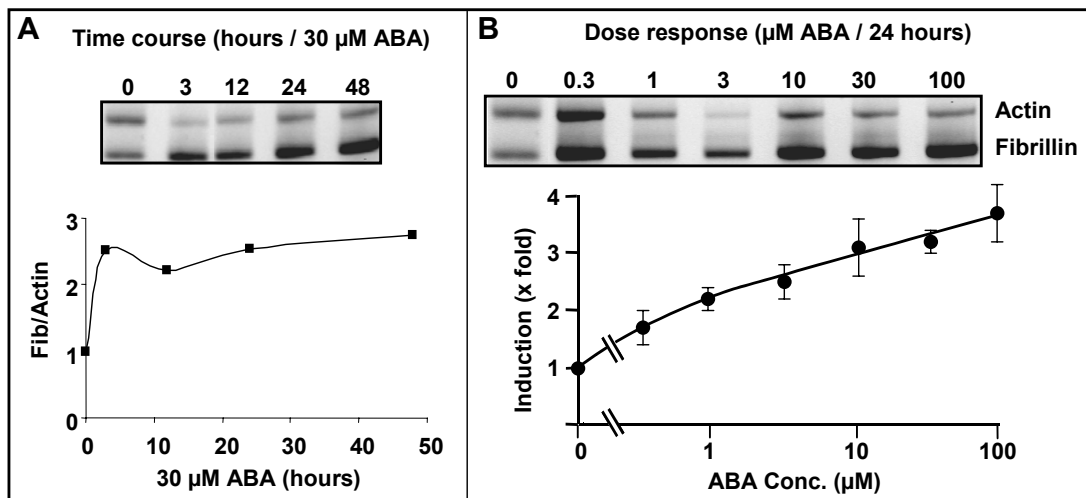 A
Time course (hours / 30 µM ABA)
0 3 12 24 48
3
2
1
0
Fib/Actin
0 10 20 30 40 50
30 µM ABA (hours)
B
Dose response (µM ABA / 24 hours)
0 0.3 1 3 10 30 100
Actin
Fibrillin
4
3
2
1
Induction (x fold)
0 1 10 100
ABA Conc. (µM)